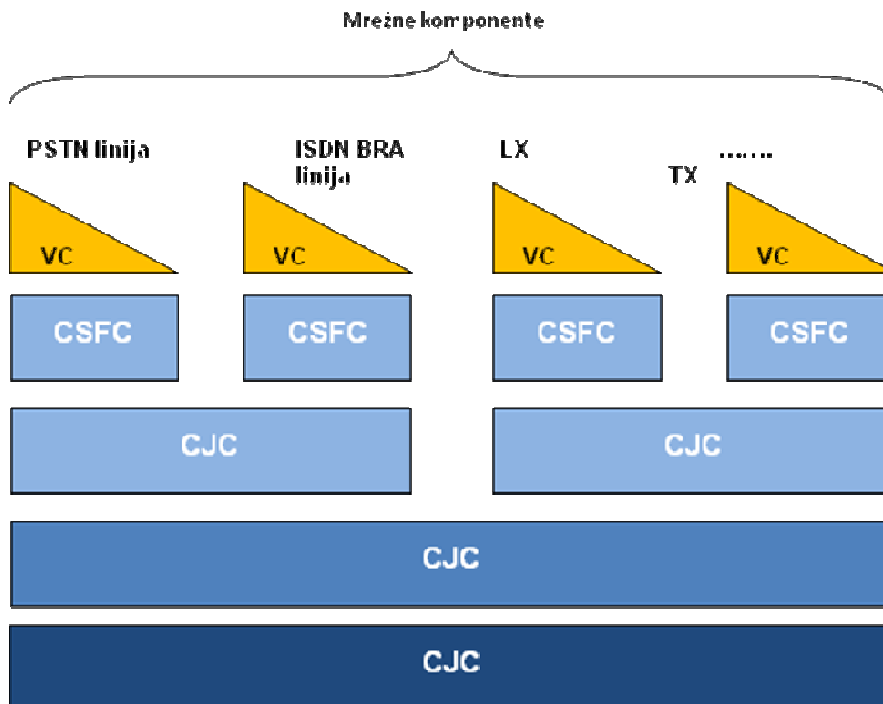 Mrežne komponente
PSTN linija
ISDN BRA
linija
LX
TX
.......
VC
VC
VC
VC
CSFC
CSFC
CSFC
CSFC
CJC
CJC
CJC
CJC